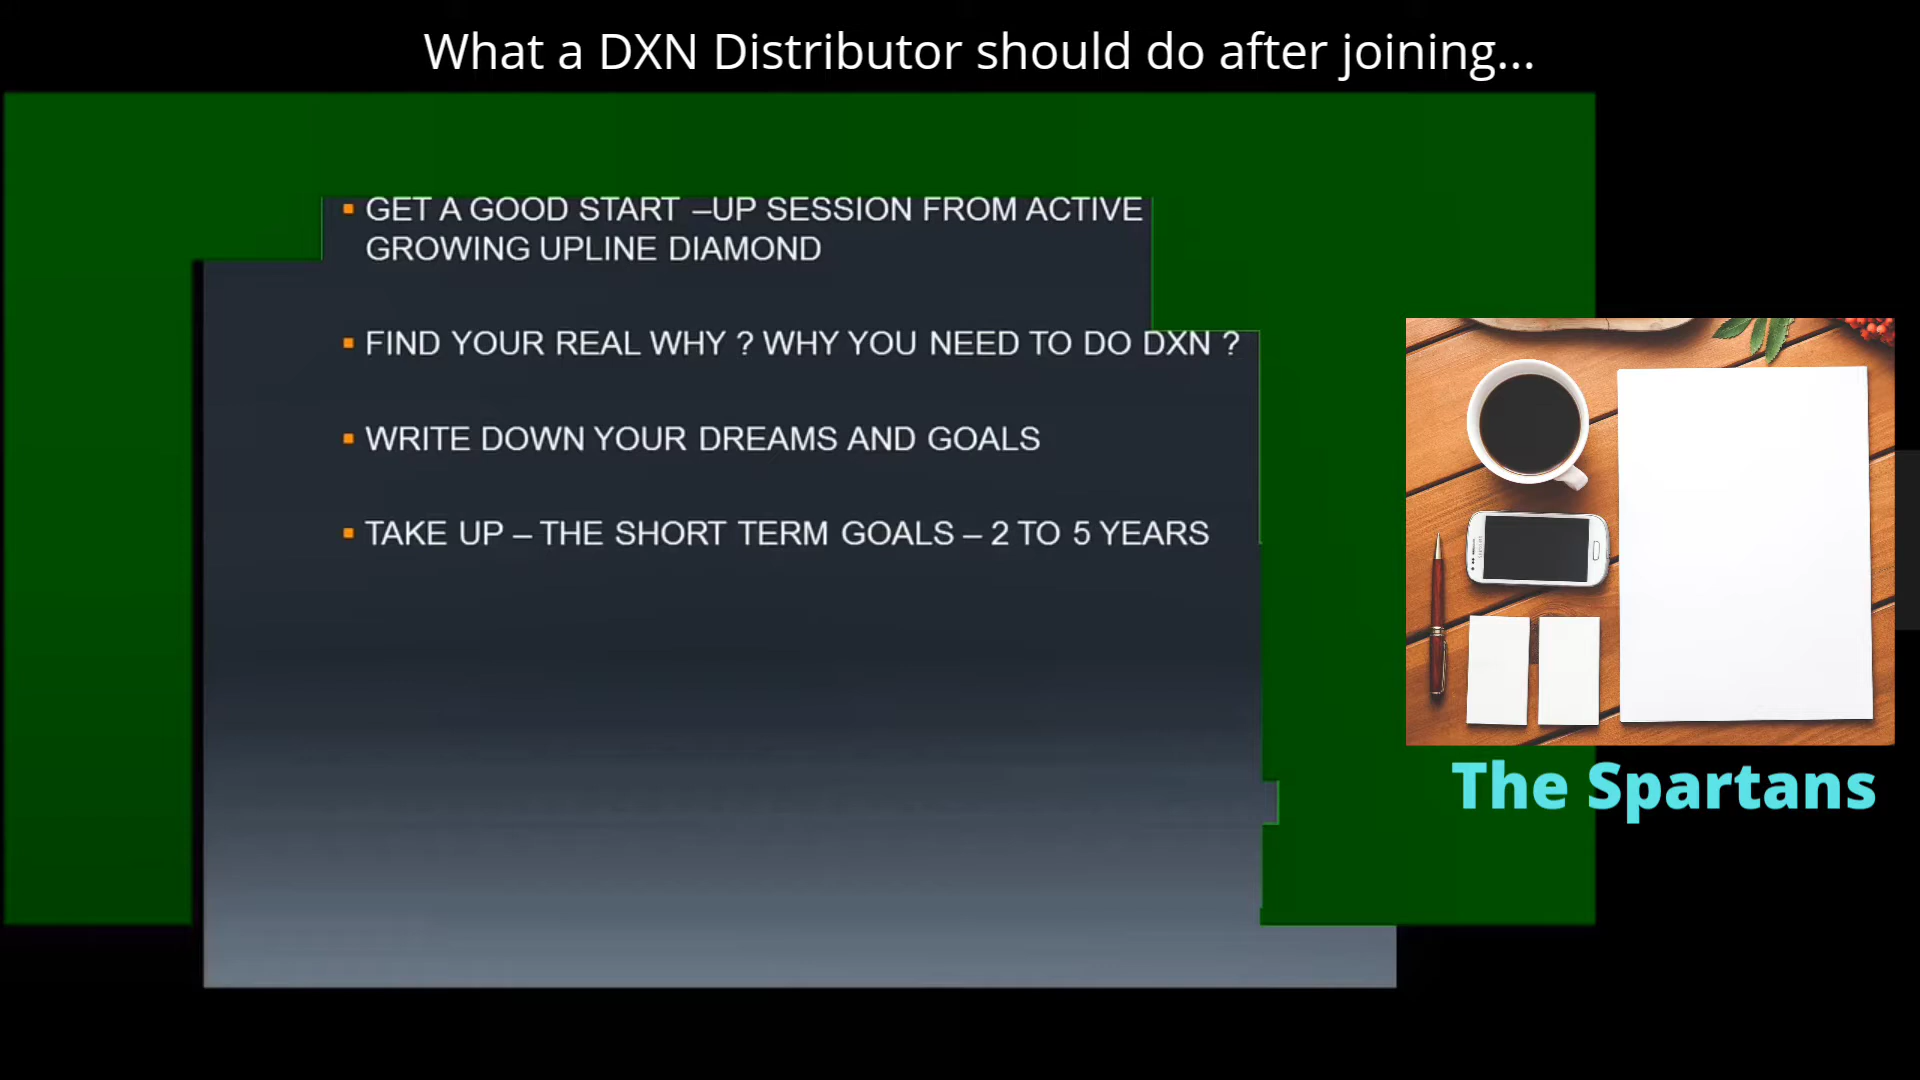 What a DXN Distributor should do after joining...
▪ GET A GOOD START –UP SESSION FROM ACTIVE
GROWING UPLINE DIAMOND
▪ FIND YOUR REAL WHY ? WHY YOU NEED TO DO DXN ?
▪ WRITE DOWN YOUR DREAMS AND GOALS
▪ TAKE UP – THE SHORT TERM GOALS – 2 TO 5 YEARS
The Spartans